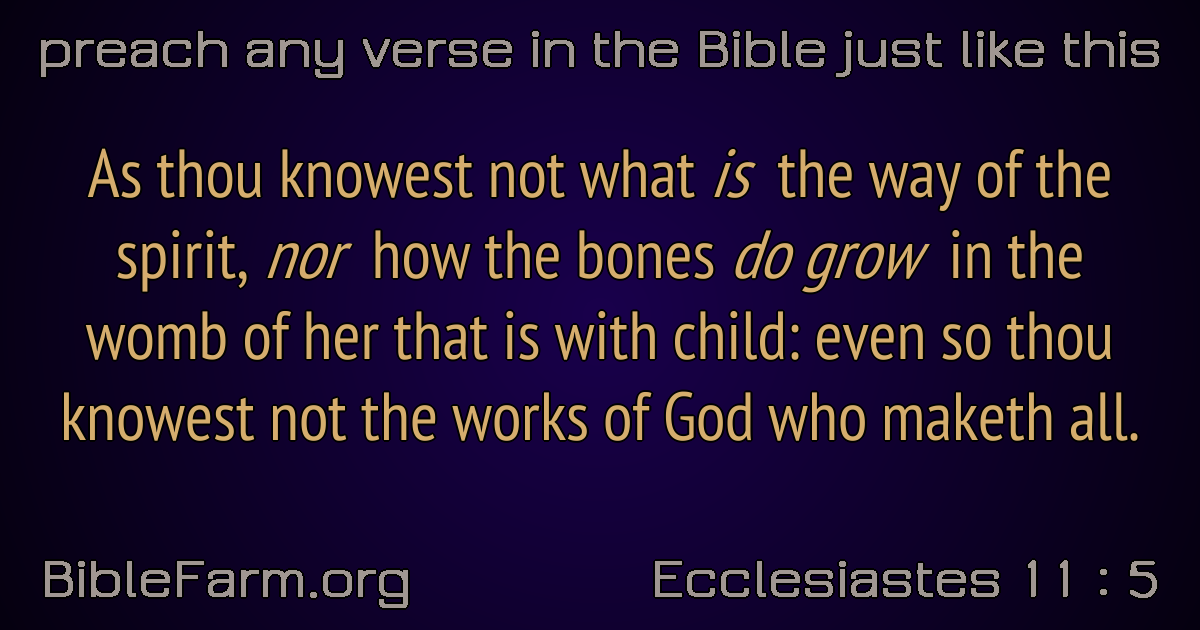 preach any verse in the Bible just like this
As thou knowest not what is the way of the
spirit, nor how the bones do grow in the
womb of her that is with child: even so thou
knowest not the works of God who maketh all.
BibleFarm.org
Ecclesiastes 11 : 5